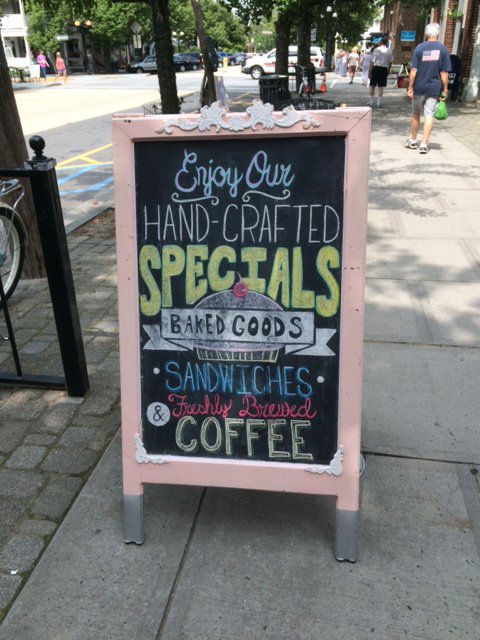 Enjoy Our
HAND-CRAFTED
SPECIALS
BAKED GOODS
SANDWICHES
& Freshly Brewed
COFFEE